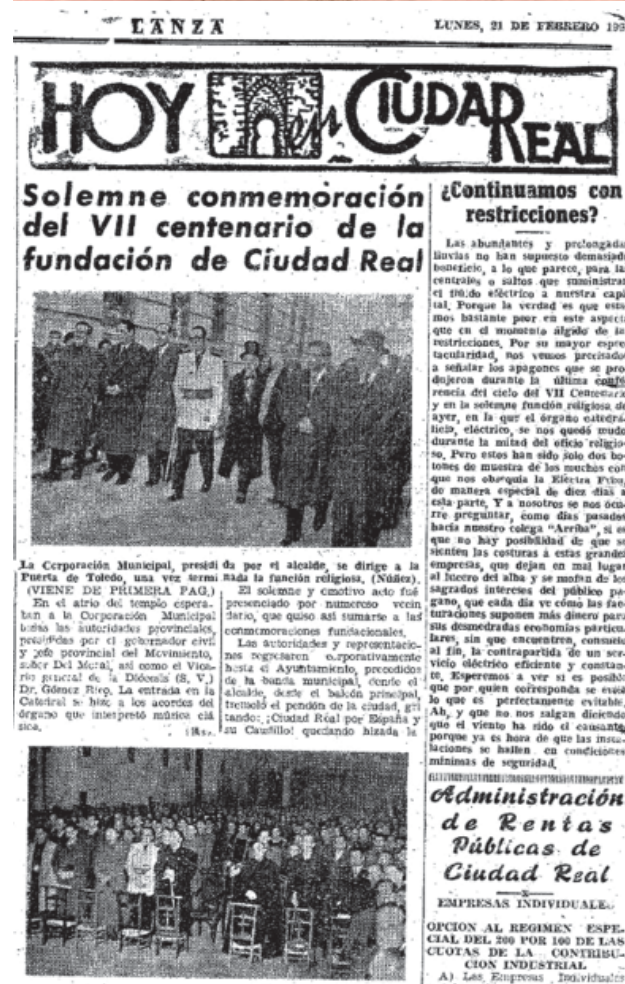 LANZA
LUNES, 21 DE FEBRERO 195
HOY en CIUDAD REAL
Solemne conmemoración
del VII centenario de la
fundación de Ciudad Real
La Corporación Municipal, presidi da por el alcalde, se dirige a la
Puerta de Toledo, una vez termi nada la función religiosa, (Núñez).
(VIENE DE PRIMERA PAG.)
En el atrio del templo espera-
ban a la Corporación Municipal
todas las autoridades provinciales,
presididas por el gobernador civil
y jefe provincial del Movimiento,
señor Del Moral, así como el Vica-
rio general de la Diócesis (S. V.)
Dr. Gómez Rico. La entrada en la
Catedral se hizo a los acordes del
órgano que interpretó música clá
sica.
El solemne y emotivo acto fué
presenciado por numeroso vecin
dario, que quiso así sumarse a las
conmemoraciones fundacionales.
Las autoridades y representacio-
nes regresaron corporativamente
hasta el Ayuntamiento, precedidos
de la banda municipal, donde el
alcalde, desde el balcón principal,
tremoló el pendón de la ciudad, gri
tando: ¡Ciudad Real por España y
su Caudillo! quedando hizada la
¿Continuamos con
restricciones?
Las abundantes y prolongada
lluvias no han supuesto demasiad
beneficio, a lo que parece, para la
centrales o saltos que suministra
el flúido eléctrico a nuestra capi
tal. Porque la verdad es que esta
mos bastante peor en este aspect
que en el momento álgido de la
restricciones. Por su mayor espec
tacularidad, nos vemos precisado
a señalar los apagones que se pro
dujeron durante la última confe
rencia del ciclo del VII Centenario
y en la solemne función religiosa de
ayer, en la que el órgano catedra-
licio, eléctrico, se nos quedó mudo
durante la mitad del oficio religio-
so. Pero estos han sido solo dos bo-
tones de muestra de los muchos con
que nos obsequia la Eléctra
de manera especial de diez días a
esta parte, Y a nosotros se nos ocu-
rre preguntar, como días pasados
hacía nuestro colega "Arriba", si es
que no hay posibilidad de que se
sienten las costuras a estas grandes
empresas, que dejan en mal lugar
al lucero del alba y se mofan de los
sagrados intereses del público pa-
gano, que cada día ve cómo las fac-
turaciones suponen más dinero para
sus desmedradas economías particu-
lares, sin que encuentren, consuelo
al fin, la contrapartida de un ser-
vicio eléctrico eficiente y constan-
te. Esperemos a ver si es posible
que por quien corresponda se evite
lo que es perfectamente evitable.
Ah, y que no nos salgan diciendo
que el viento ha sido el causante,
porque ya es hora de que las insta-
laciones se hallen en condiciones
mínimas de seguridad.
Administración
de Rentas
Públicas de
Ciudad Real
EMPRESAS INDIVIDUALES
OPCION AL REGIMEN ESPE-
CIAL DEL 200 POR 100 DE LAS
CUOTAS DE LA CONTRIBU-
CION INDUSTRIAL
A) Las Empresas Individuales